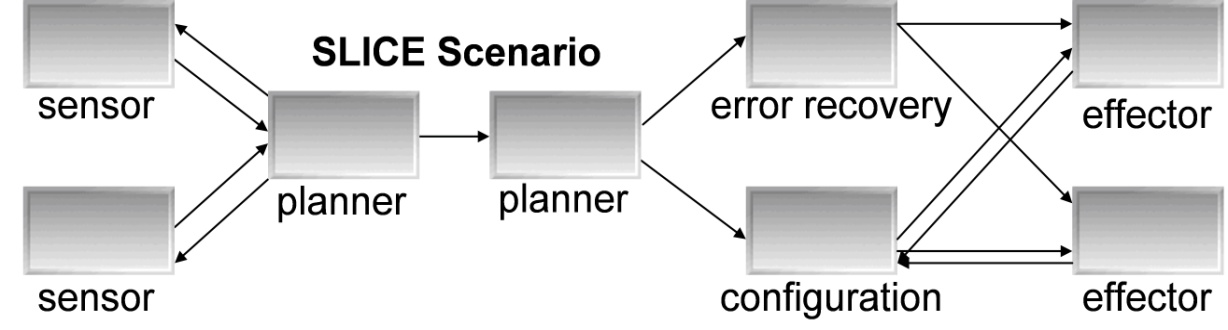 SLICE Scenario
sensor
error recovery
effector
planner
planner
sensor
configuration
effector